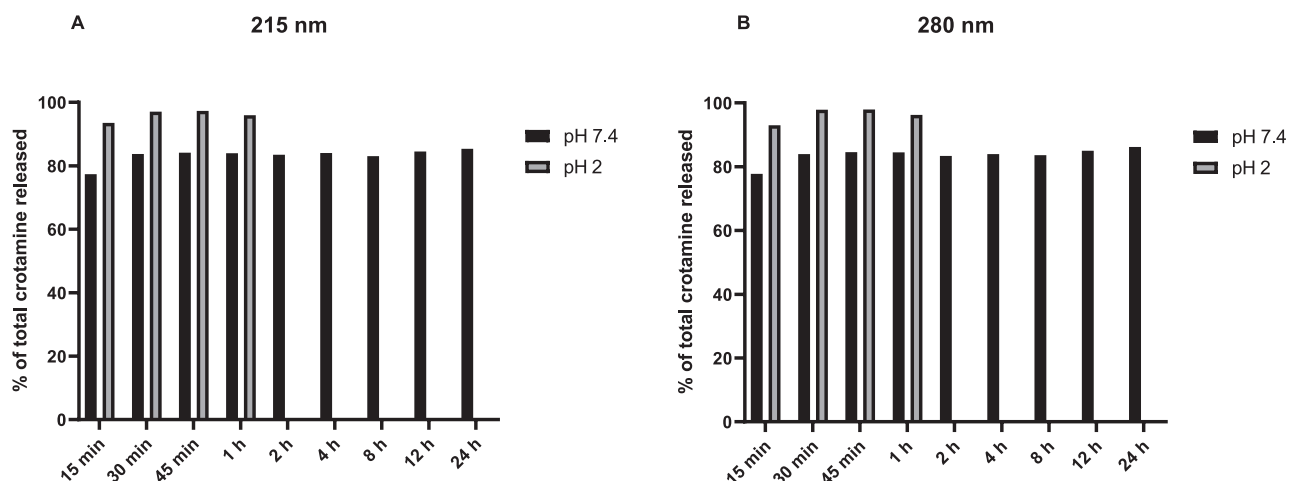 A
215 nm
% of total crotamine released
100
80
60
40
20
0
15 min
30 min
45 min
1 h
2 h
4 h
8 h
12 h
24 h
pH 7.4
pH 2
B
280 nm
% of total crotamine released
100
80
60
40
20
0
15 min
30 min
45 min
1 h
2 h
4 h
8 h
12 h
24 h
pH 7.4
pH 2